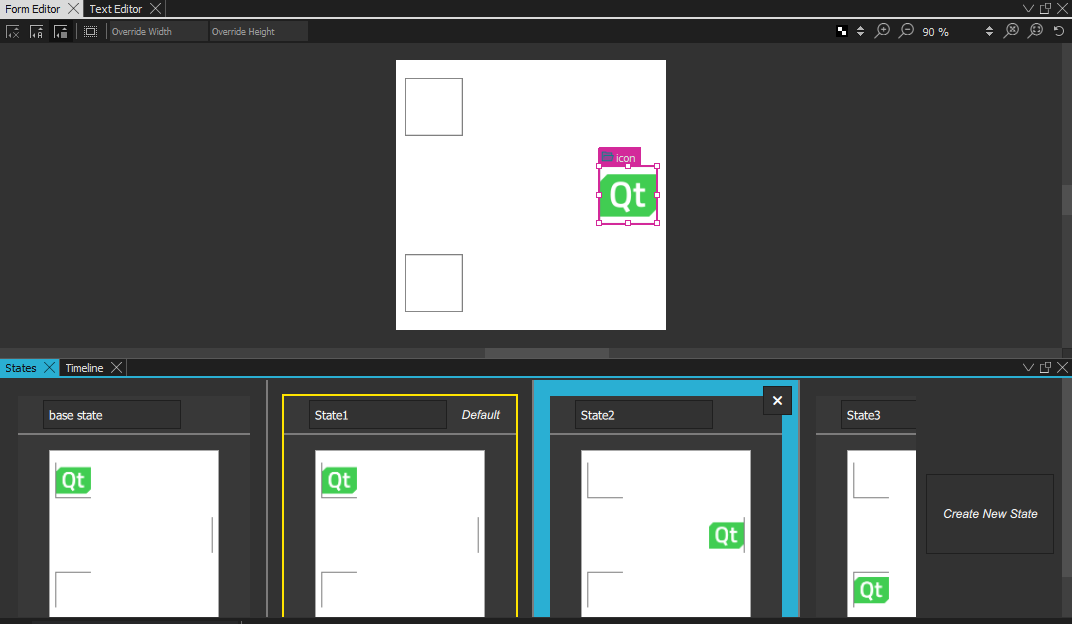 Form Editor
Text Editor
Override Width
Override Height
90 %
icon
Qt
States
Timeline
base state
State1
Default
State2
State3
Qt
Qt
Qt
Qt
Create New State